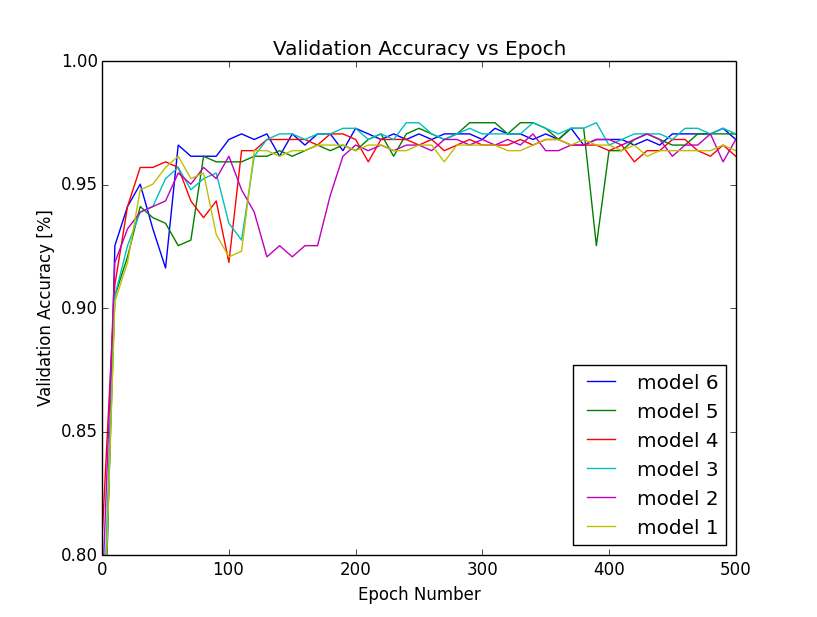 Validation Accuracy vs Epoch
Validation Accuracy [%]
1.00
0.95
0.90
0.85
0.80
0 100 200 300 400 500
Epoch Number
model 6
model 5
model 4
model 3
model 2
model 1